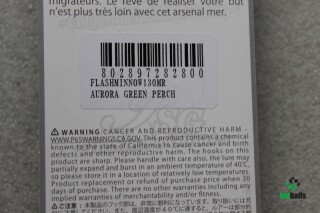 migrateurs. Le rêve de réaliser votre but
n'est plus très loin avec cet arsenal mer.
802897282800
FLASHMINNOW130MR
AURORA GREEN PERCH
⚠WARNING:CANCER AND REPRODUCTIVE HARM -
WWW.P65WARNINGS.CA.GOV. This product contains a chemical
known to the state of California to cause cancer and birth
defects and other reproductive harm. The hooks on this
product are sharp. Please handle with care also, the lure may
partially expand and burst in ambient temperature of 40℃,
so please store it in a location of relatively low temperatures.
Product replacement or refund of purchase price when 30
days of purchase. There are no other warranties including any
implied warranties of merchantability and/or fitness.
baits